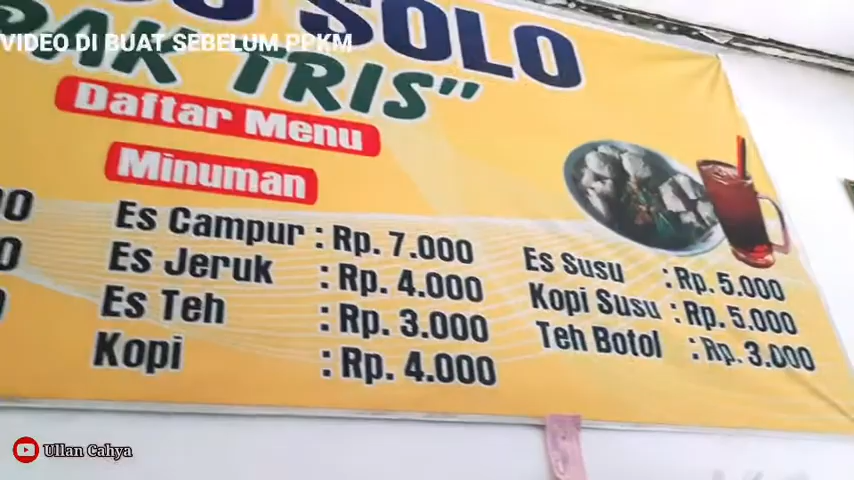 SOLO
VIDEO DI BUAT SEBELUM PPKM
PAK TRIS"
Daftar Menu
Minuman
Es Campur : Rp. 7.000
Es Jeruk : Rp. 4.000
Es Teh : Rp. 3.000
Kopi : Rp. 4.000
Es Susu : Rp. 5.000
Kopi Susu : Rp. 5.000
Teh Botol : Rp. 3.000
Ullan Cahya